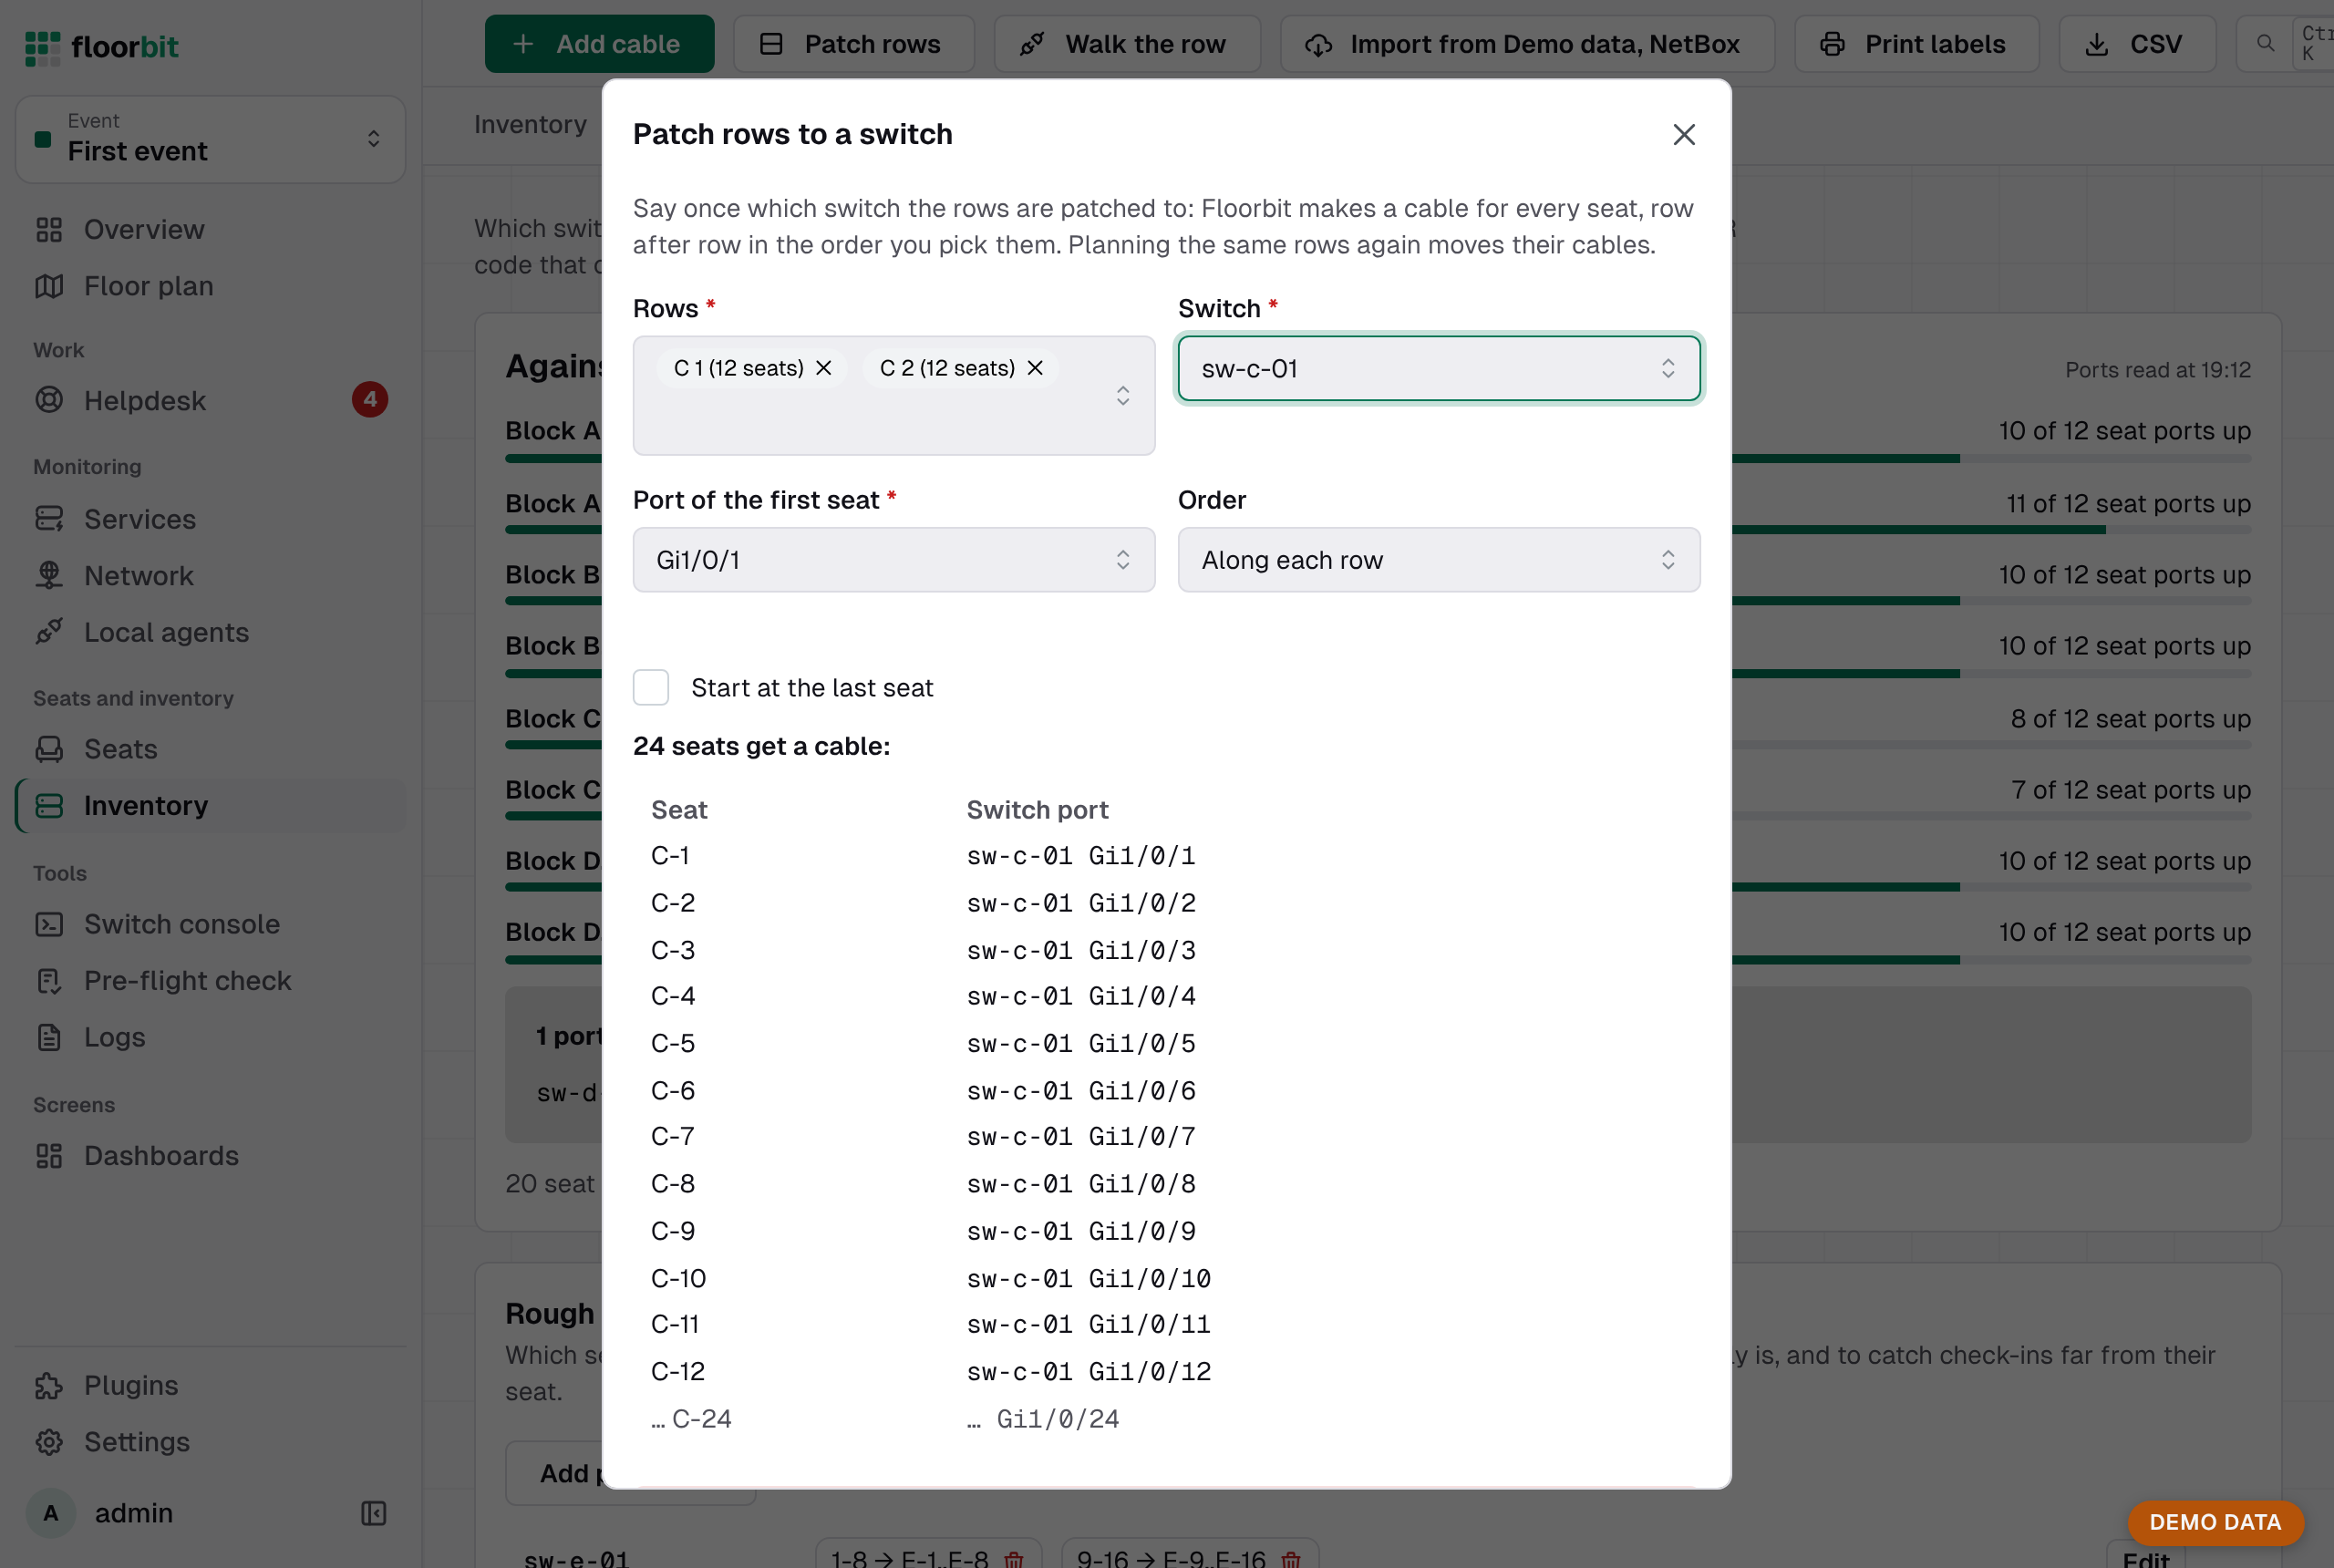 floorbit
Event
First event
Overview
Floor plan
Work
Helpdesk
4
Monitoring
Services
Network
Local agents
Seats and inventory
Seats
Inventory
Tools
Switch console
Pre-flight check
Logs
Screens
Dashboards
Plugins
Settings
A
admin
Add cable
Patch rows
Walk the row
Import from Demo data, NetBox
Print labels
CSV
K
Inventory
Which
code that
Ports read at 19:12
Block A
10 of 12 seat ports up
Block A
11 of 12 seat ports up
Block B
10 of 12 seat ports up
Block B
10 of 12 seat ports up
Block C
8 of 12 seat ports up
Block C
7 of 12 seat ports up
Block D
10 of 12 seat ports up
Block D
10 of 12 seat ports up
1
20 seat
Rough
Which
is, and to catch check-ins far from their
seat.
Add
sw-e-01
1-8 → E-1..E-8
9-16 → E-9..E-16
Edit
DEMO DATA
Patch rows to a switch
Say once which switch the rows are patched to: Floorbit makes a cable for every seat, row
after row in the order you pick them. Planning the same rows again moves their cables.
Rows *
C 1 (12 seats)
C 2 (12 seats)
Switch *
sw-c-01
Port of the first seat *
Gi1/0/1
Order
Along each row
Start at the last seat
24 seats get a cable:
Seat Switch port
C-1 sw-c-01 Gi1/0/1
C-2 sw-c-01 Gi1/0/2
C-3 sw-c-01 Gi1/0/3
C-4 sw-c-01 Gi1/0/4
C-5 sw-c-01 Gi1/0/5
C-6 sw-c-01 Gi1/0/6
C-7 sw-c-01 Gi1/0/7
C-8 sw-c-01 Gi1/0/8
C-9 sw-c-01 Gi1/0/9
C-10 sw-c-01 Gi1/0/10
C-11 sw-c-01 Gi1/0/11
C-12 sw-c-01 Gi1/0/12
… C-24 … Gi1/0/24